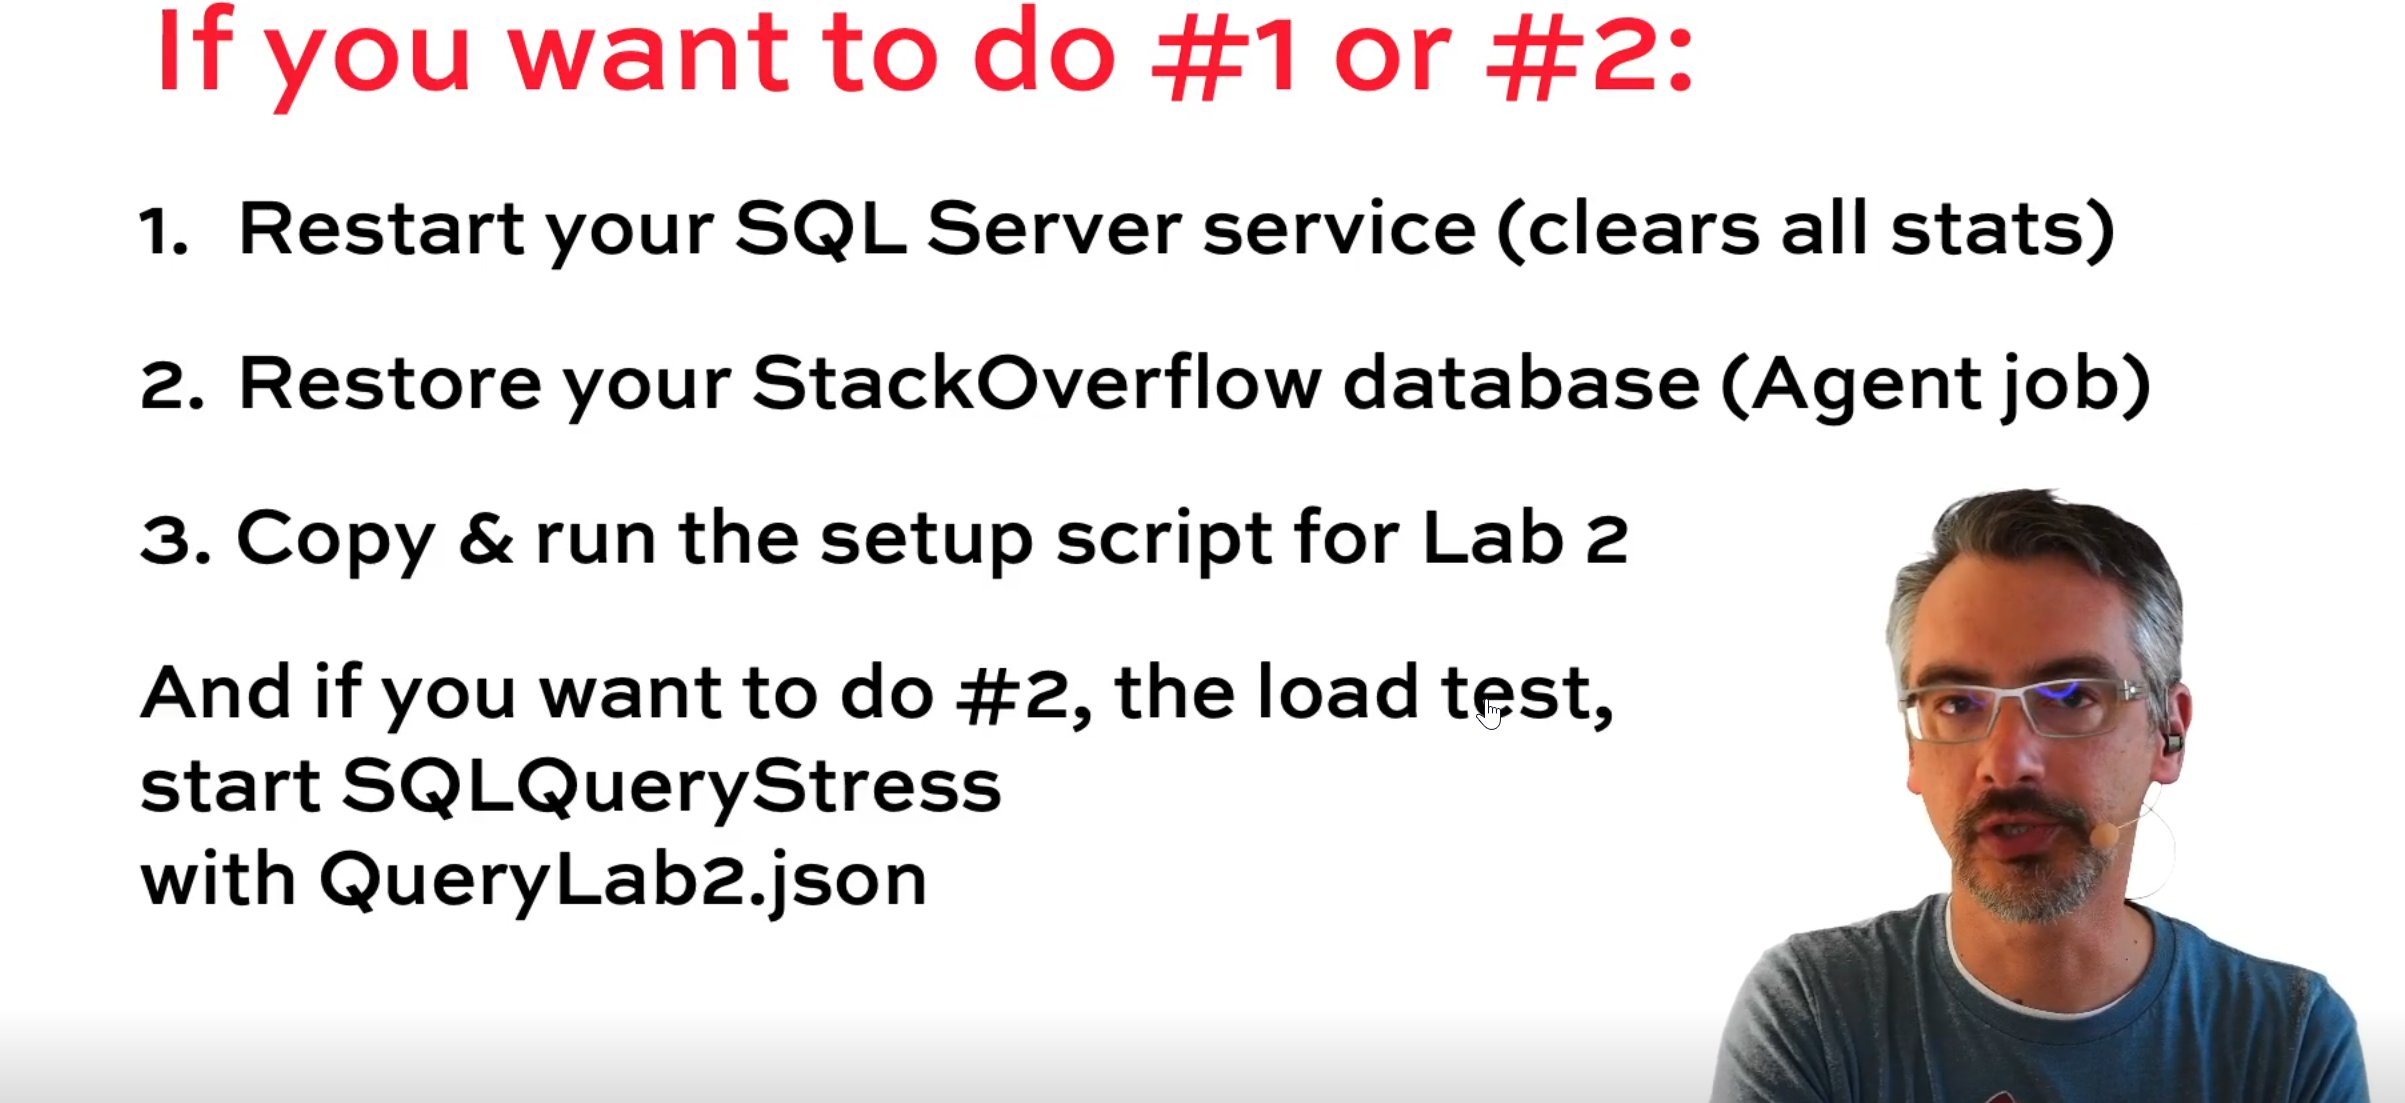 If you want to do #1 or #2:
1. Restart your SQL Server service (clears all stats)
2. Restore your StackOverflow database (Agent job)
3. Copy & run the setup script for Lab 2
And if you want to do #2, the load test,
start SQLQueryStress
with QueryLab2.json